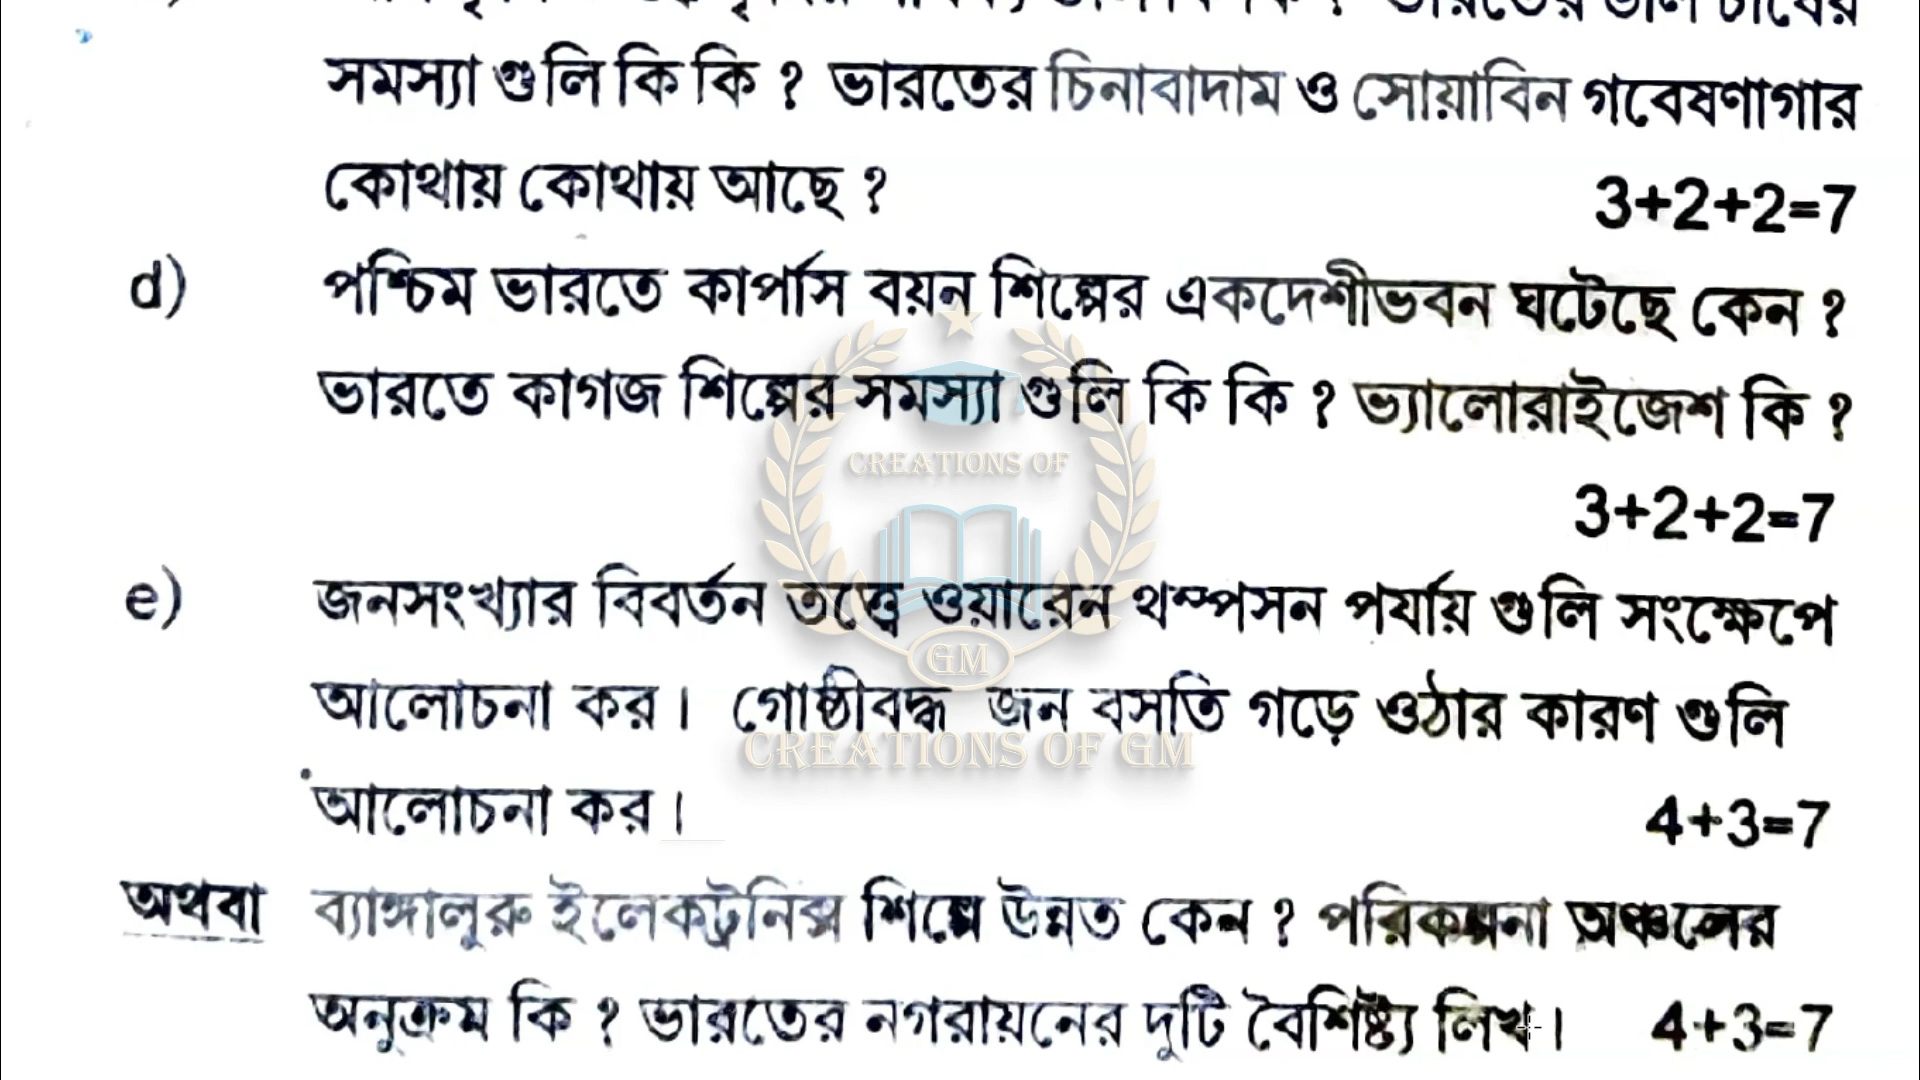 ভারতের ডাল চাষের
সমস্যা গুলি কি কি ? ভারতের চিনাবাদাম ও সোয়াবিন গবেষণাগার
কোথায় কোথায় আছে ?
3+2+2=7
d) পশ্চিম ভারতে কার্পাস বয়ন শিল্পের একদেশীভবন ঘটেছে কেন ?
ভারতে কাগজ শিল্পের সমস্যা গুলি কি কি ? ভ্যালোরাইজেশ কি ?
CREATIONS OF
3+2+2=7
e) জনসংখ্যার বিবর্তন তত্ত্বে ওয়ারেন থম্পসন পর্যায় গুলি সংক্ষেপে
GM
আলোচনা কর। গোষ্ঠীবদ্ধ জন বসতি গড়ে ওঠার কারণ গুলি
CREATIONS OF GM
আলোচনা কর।
4+3=7
অথবা ব্যাঙ্গালুরু ইলেকট্রনিক্স শিল্পে উন্নত কেন ? পরিকল্পনা অঞ্চলের
অনুক্রম কি ? ভারতের নগরায়নের দুটি বৈশিষ্ট্য লিখ। 4+3=7